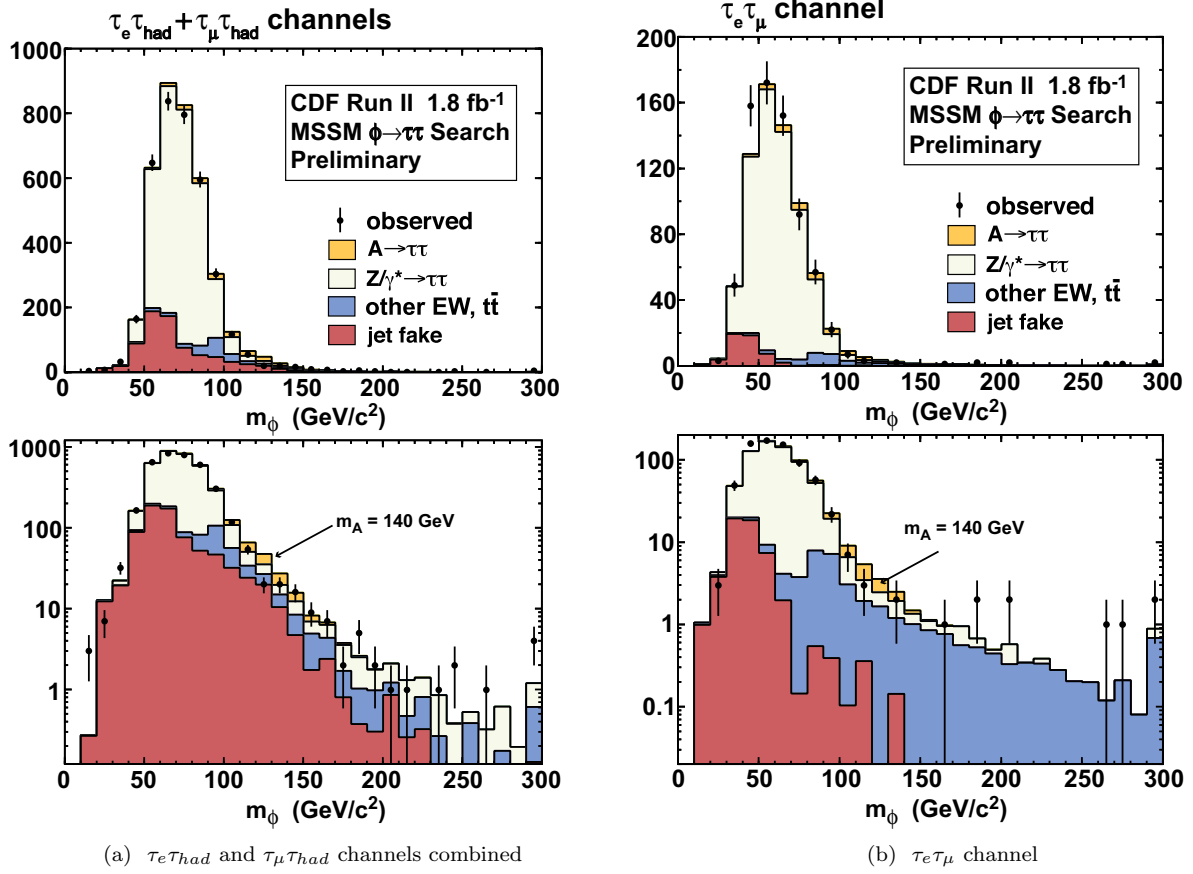 τeτhad+τμτhad channels
1000
800
600
400
200
0
0 50 100 150 200 250 300
mϕ (GeV/c²)
CDF Run II 1.8 fb⁻¹
MSSM ϕ→ττ Search
Preliminary
observed
A→ττ
Z/γ*→ττ
other EW, tt̄
jet fake
τeτμ channel
200
160
120
80
40
0
0 50 100 150 200 250 300
mϕ (GeV/c²)
CDF Run II 1.8 fb⁻¹
MSSM ϕ→ττ Search
Preliminary
observed
A→ττ
Z/γ*→ττ
other EW, tt̄
jet fake
1000
100
10
1
0 50 100 150 200 250 300
mϕ (GeV/c²)
mA = 140 GeV
100
10
1
0.1
0 50 100 150 200 250 300
mϕ (GeV/c²)
mA = 140 GeV
(a) τeτhad and τμτhad channels combined
(b) τeτμ channel